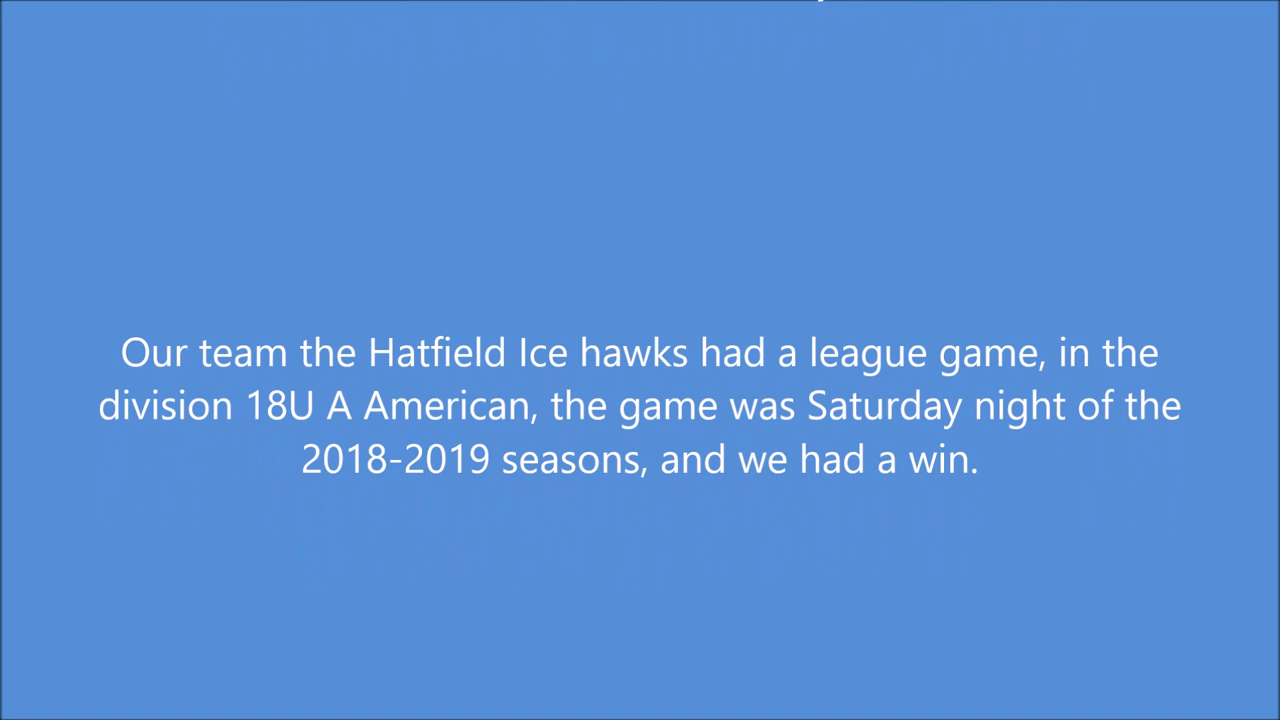 Our team the Hatfield Ice hawks had a league game, in the
division 18U A American, the game was Saturday night of the
2018-2019 seasons, and we had a win.